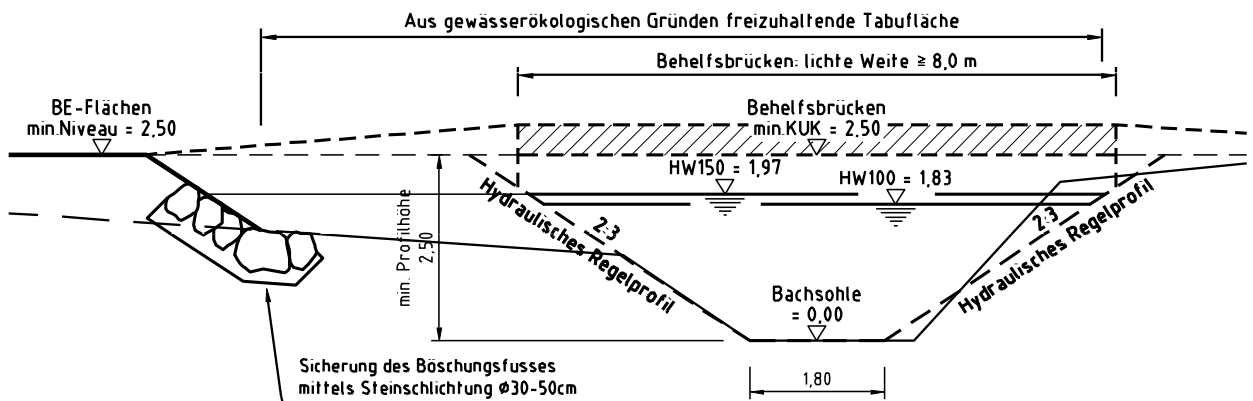 Aus gewässerökologischen Gründen freizuhaltende Tabufläche
Behelfsbrücken: lichte Weite ≥ 8,0 m
BE-Flächen
min.Niveau = 2,50
Behelfsbrücken
min.KUK = 2,50
HW150 = 1,97
HW100 = 1,83
min. Profilhöhe
2,50
2:3
Hydraulisches Regelprofil
2:3
Hydraulisches Regelprofil
Bachsohle
= 0,00
1,80
Sicherung des Böschungsfusses
mittels Steinschlichtung Ø30-50cm